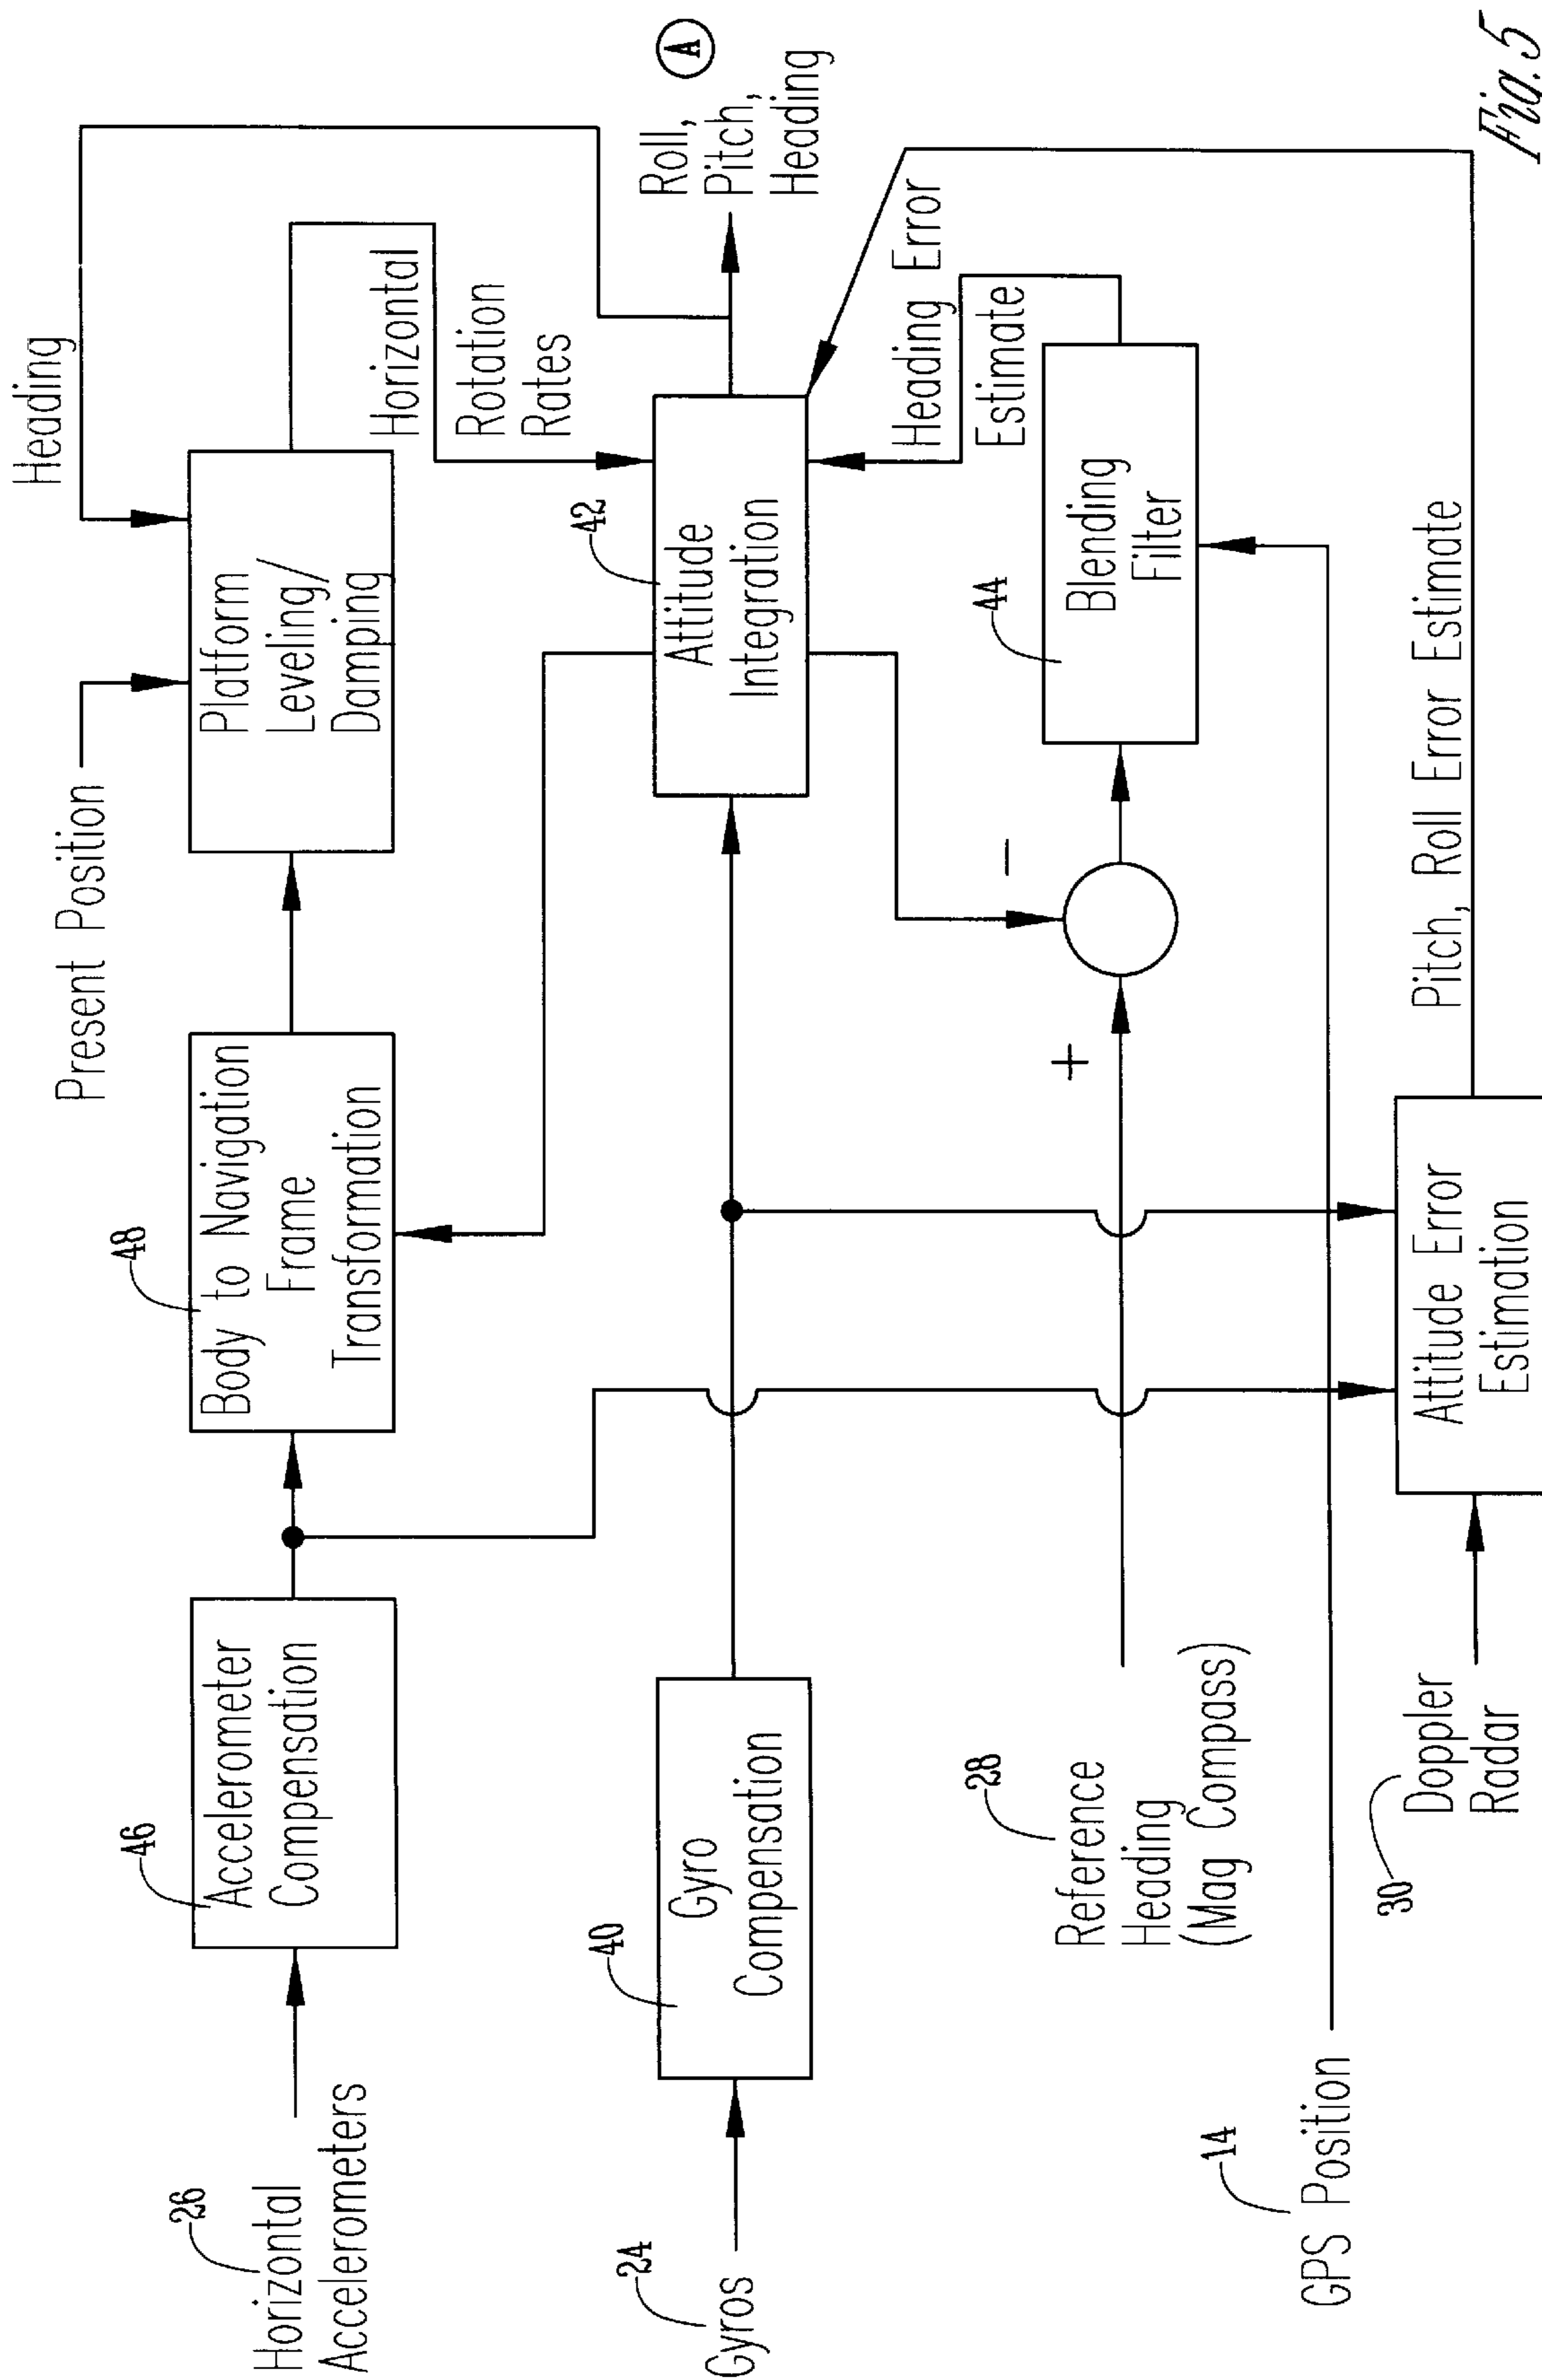 Heading
Present Position
48
46
26
Horizontal
Accelerometers
Accelerometer
Compensation
Body to Navigation
Frame
Transformation
Platform
Leveling/
Damping
Horizontal
Rotation
Rates
24
Gyros
40
Gyro
Compensation
42
Attitude
Integration
Roll,
Pitch,
Heading
A
28
Reference
Heading
(Mag Compass)
+
-
44
Blending
Filter
Heading Error
Estimate
14
GPS Position
30
Doppler
Radar
Attitude Error
Estimation
Pitch, Roll Error Estimate
Fig. 5